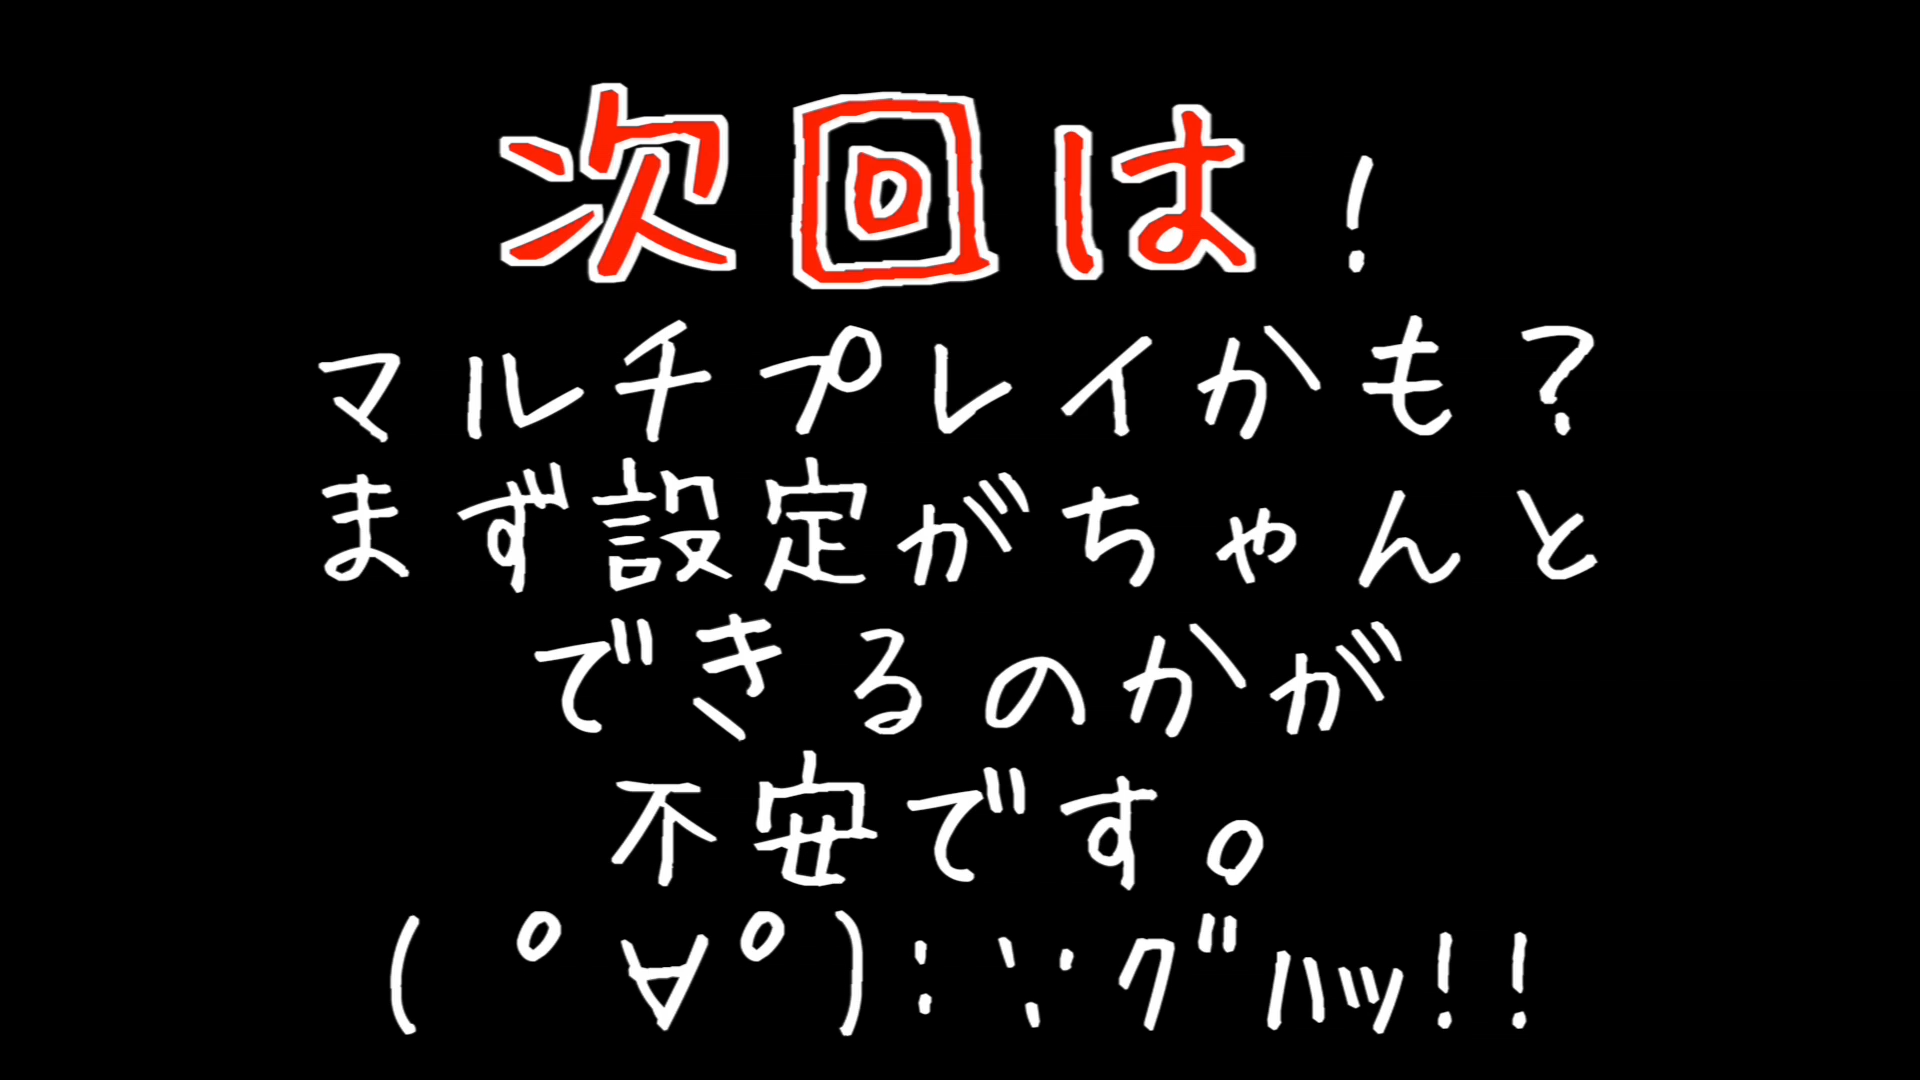 次回は！
マルチプレイかも？
まず設定がちゃんと
できるのかが
不安です。
( ﾟ∀ﾟ):∵ｸﾞﾊｯ!!